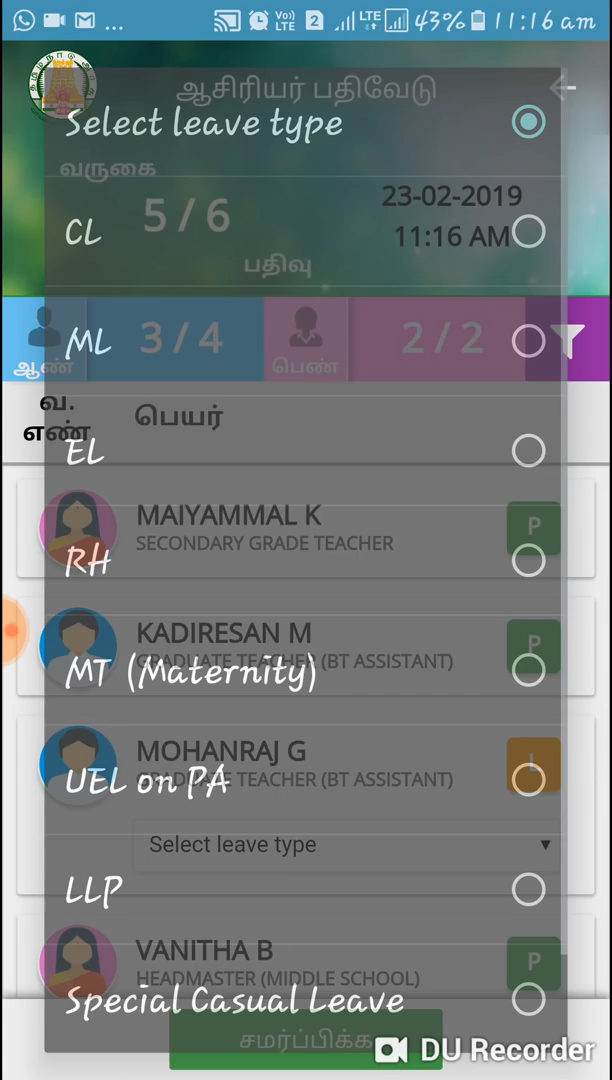 ... Vo)) LTE 2 LTE 43% 11:16 am
ஆசிரியர் பதிவேடு
Select leave type
வருகை
5 / 6
23-02-2019
11:16 AM
CL
பதிவு
ஆண்
3 / 4
பெண்
2 / 2
ML
வ.
எண்
பெயர்
EL
MAIYAMMAL K
SECONDARY GRADE TEACHER
P
RH
KADIRESAN M
GRADUATE TEACHER (BT ASSISTANT)
P
MT (Maternity)
MOHANRAJ G
GRADUATE TEACHER (BT ASSISTANT)
L
UEL on PA
Select leave type
LLP
VANITHA B
HEADMASTER (MIDDLE SCHOOL)
P
Special Casual Leave
சமர்ப்பிக்க
DU Recorder